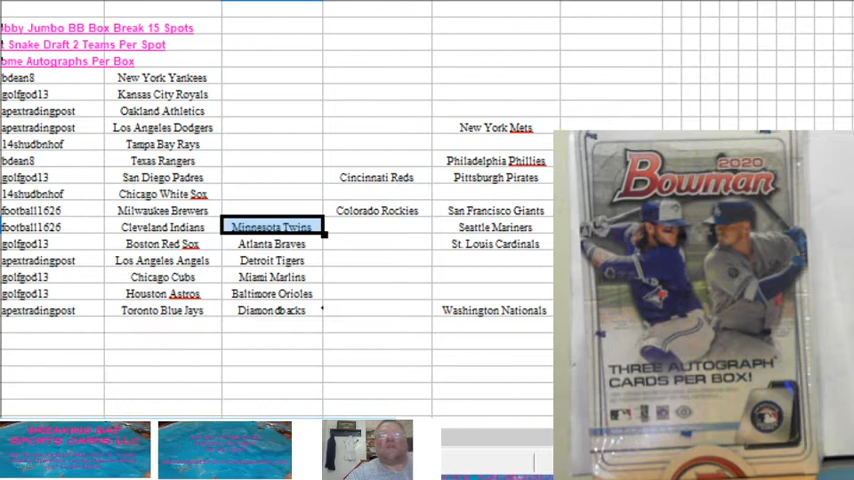 bby Jumbo BB Box Break 15 Spots
t Snake Draft 2 Teams Per Spot
ome Autographs Per Box
bdean8 New York Yankees
golfgod13 Kansas City Royals
apextradingpost Oakland Athletics
apextradingpost Los Angeles Dodgers New York Mets
14shudbnhof Tampa Bay Rays
bdean8 Texas Rangers Philadelphia Phillies
golfgod13 San Diego Padres Cincinnati Reds Pittsburgh Pirates
14shudbnhof Chicago White Sox
football1626 Milwaukee Brewers Colorado Rockies San Francisco Giants
football1626 Cleveland Indians Minnesota Twins Seattle Mariners
golfgod13 Boston Red Sox Atlanta Braves St. Louis Cardinals
apextradingpost Los Angeles Angels Detroit Tigers
golfgod13 Chicago Cubs Miami Marlins
golfgod13 Houston Astros Baltimore Orioles
apextradingpost Toronto Blue Jays Diamondbacks Washington Nationals
2020
Bowman
THREE AUTOGRAPH
CARDS PER BOX!
BREAKING BAD
SPORTS CARDS LLC